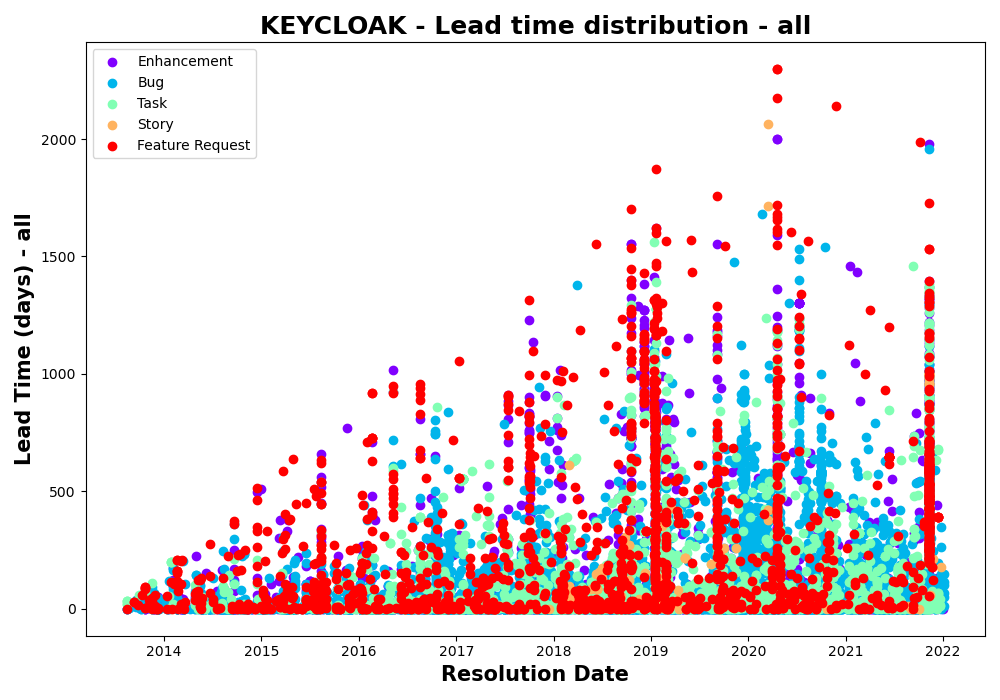 KEYCLOAK - Lead time distribution - all
Enhancement
Bug
Task
Story
Feature Request
Lead Time (days) - all
2000
1500
1000
500
0
2014 2015 2016 2017 2018 2019 2020 2021 2022
Resolution Date